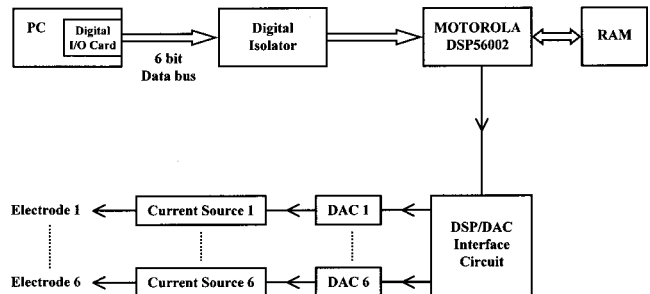 PC
Digital
I/O Card
6 bit
Data bus
Digital
Isolator
MOTOROLA
DSP56002
RAM
Electrode 1
Current Source 1
DAC 1
DSP/DAC
Interface
Circuit
Electrode 6
Current Source 6
DAC 6